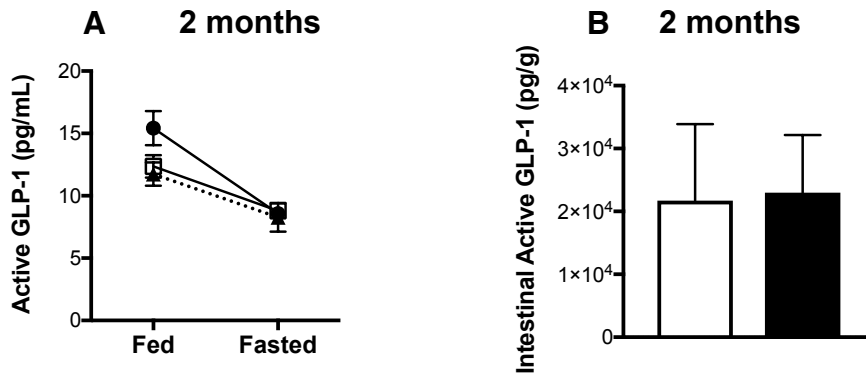 A 2 months
Active GLP-1 (pg/mL)
20
15
10
5
0
Fed Fasted
B 2 months
Intestinal Active GLP-1 (pg/g)
4×10⁴
3×10⁴
2×10⁴
1×10⁴
0